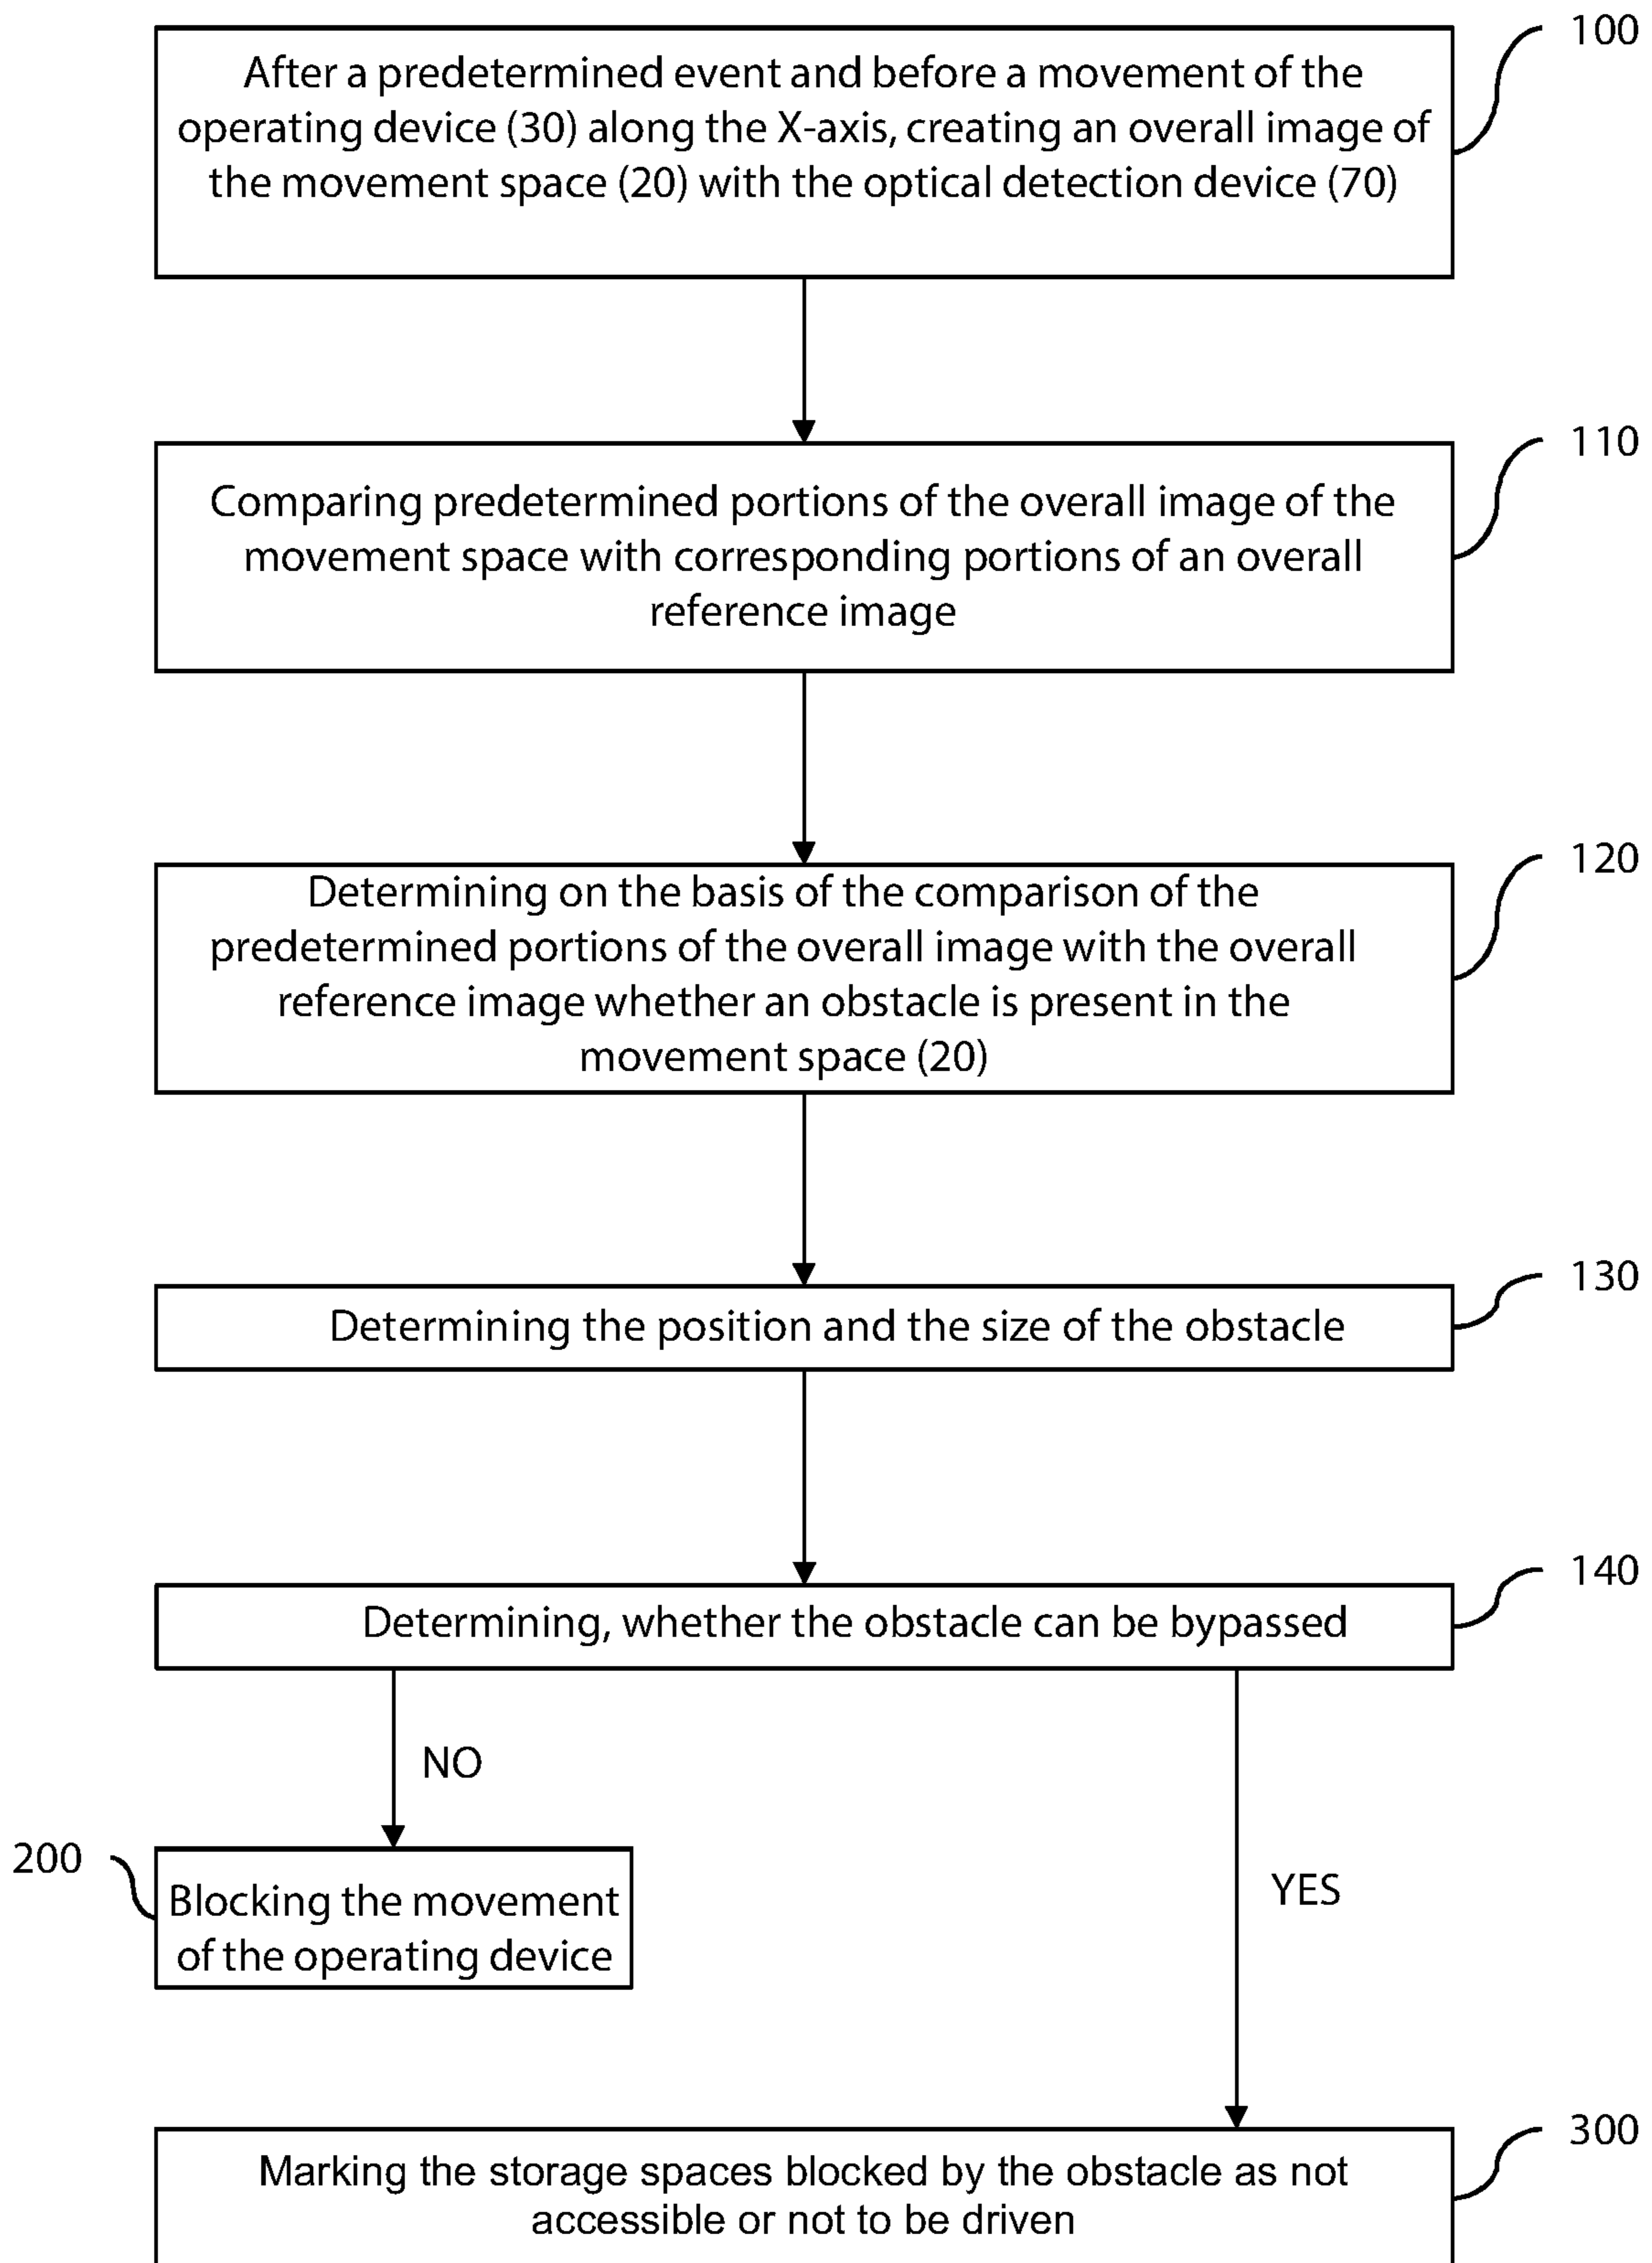 100
After a predetermined event and before a movement of the
operating device (30) along the X-axis, creating an overall image of
the movement space (20) with the optical detection device (70)
110
Comparing predetermined portions of the overall image of the
movement space with corresponding portions of an overall
reference image
120
Determining on the basis of the comparison of the
predetermined portions of the overall image with the overall
reference image whether an obstacle is present in the
movement space (20)
130
Determining the position and the size of the obstacle
140
Determining, whether the obstacle can be bypassed
NO
200
Blocking the movement
of the operating device
YES
300
Marking the storage spaces blocked by the obstacle as not
accessible or not to be driven